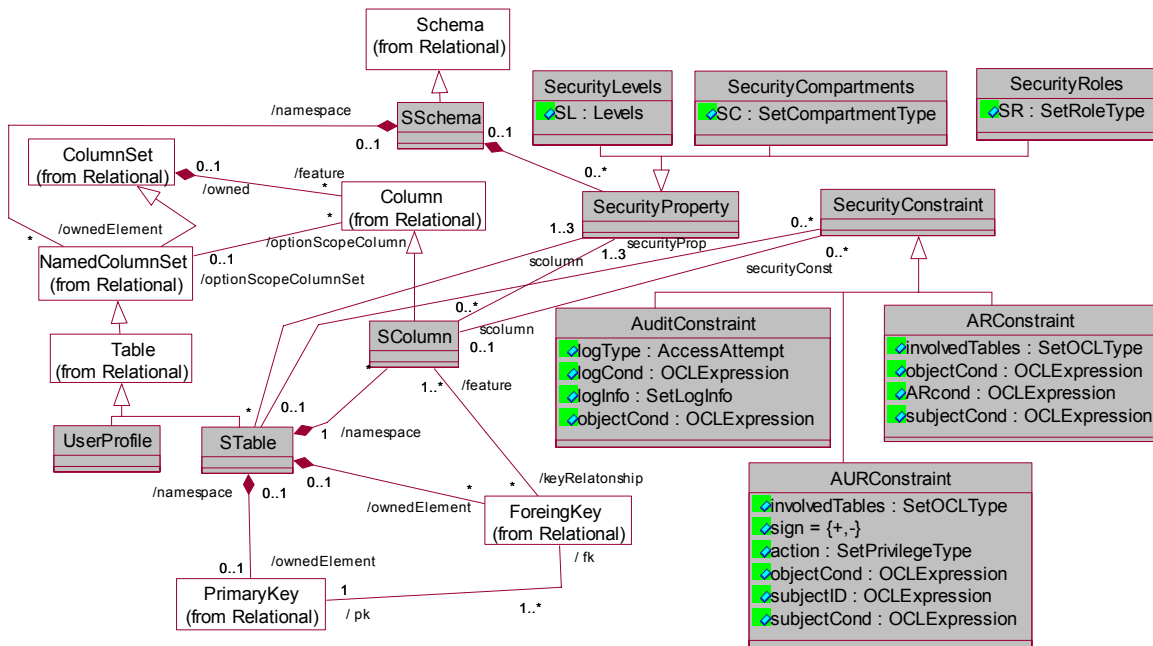 Schema
(from Relational)
SecurityLevels
SL : Levels
SecurityCompartments
SC : SetCompartmentType
SecurityRoles
SR : SetRoleType
/namespace
SSchema
0..1
0..1
ColumnSet
(from Relational)
0..1
/owned
/feature
*
Column
(from Relational)
0..*
SecurityProperty
SecurityConstraint
*
/ownedElement
*
0..1
/optionScopeColumn
/optionScopeColumnSet
NamedColumnSet
(from Relational)
1..3
1..3
securityProp
scolumn
0..*
0..*
securityConst
Table
(from Relational)
0..*
SColumn
scolumn
0..1
AuditConstraint
logType : AccessAttempt
logCond : OCLExpression
logInfo : SetLogInfo
objectCond : OCLExpression
ARConstraint
involvedTables : SetOCLType
objectCond : OCLExpression
ARcond : OCLExpression
subjectCond : OCLExpression
*
1..*
/feature
UserProfile
*
STable
0..1
1
/namespace
/namespace
0..1
0..1
/ownedElement
*
*
/keyRelatonship
ForeingKey
(from Relational)
/ fk
AURConstraint
involvedTables : SetOCLType
sign = {+,-}
action : SetPrivilegeType
objectCond : OCLExpression
subjectID : OCLExpression
subjectCond : OCLExpression
/ownedElement
0..1
PrimaryKey
(from Relational)
1
/ pk
1..*